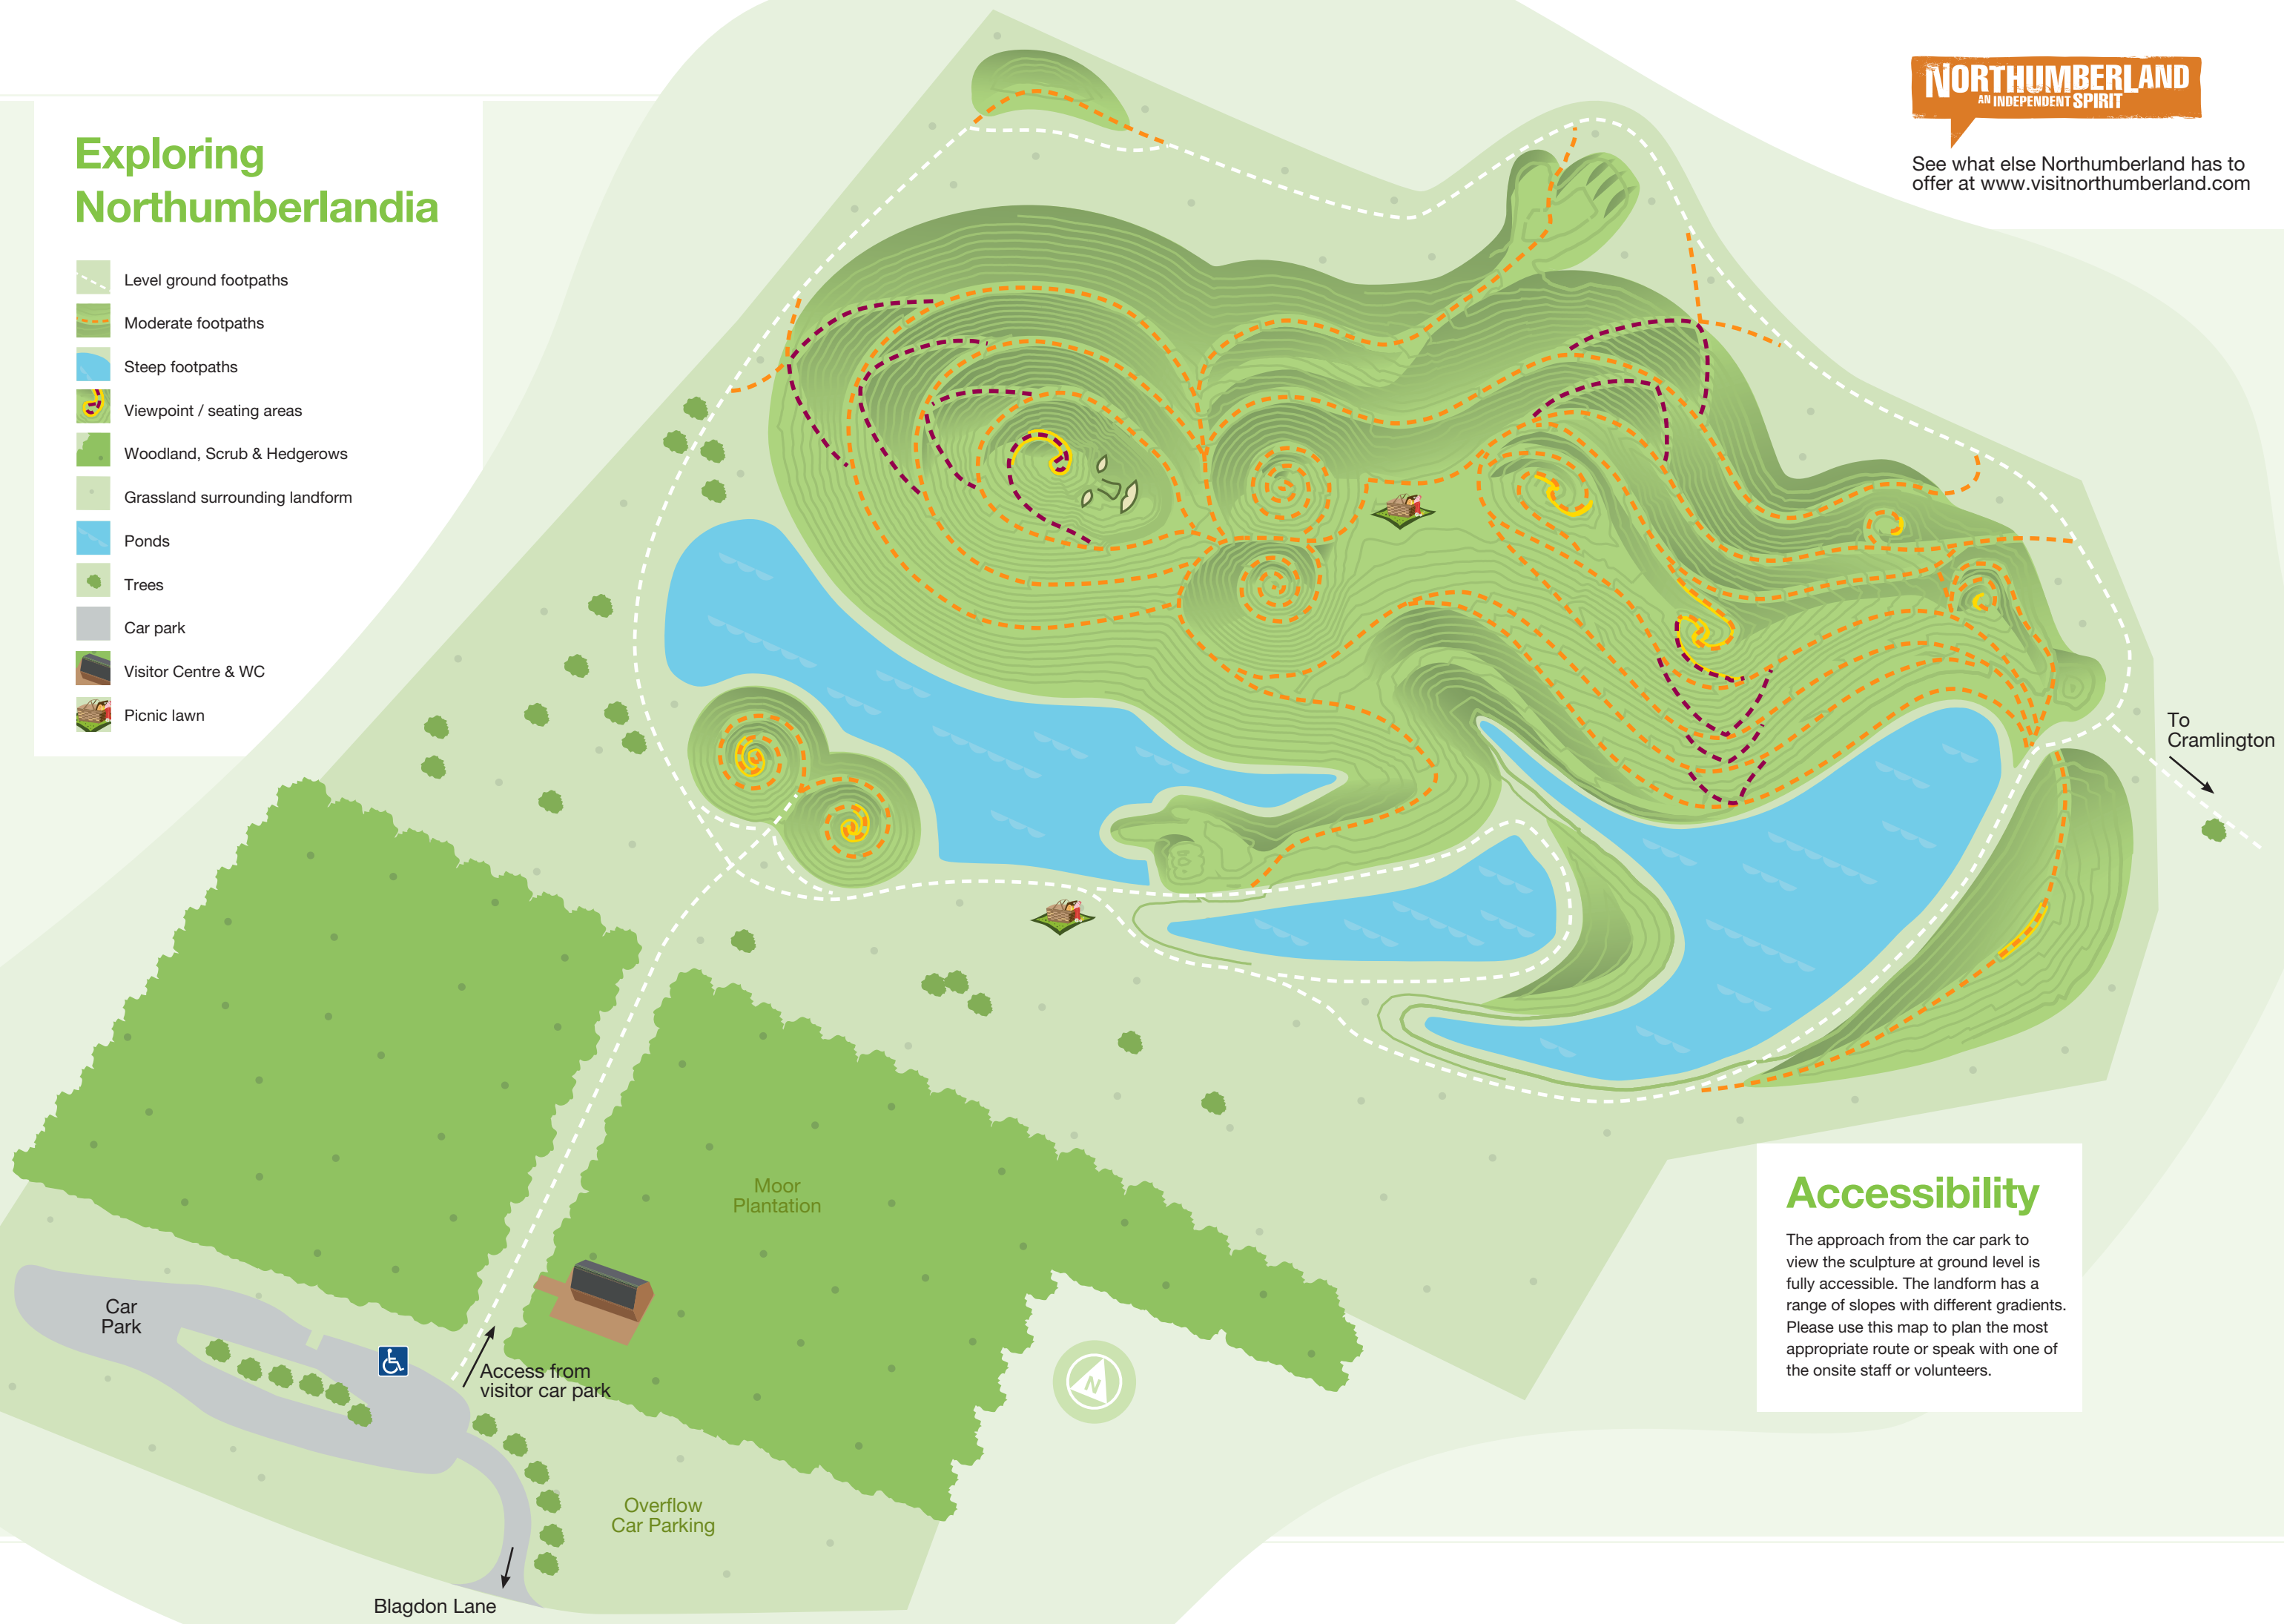 Exploring
Northumberlandia
Level ground footpaths
Moderate footpaths
Steep footpaths
Viewpoint / seating areas
Woodland, Scrub & Hedgerows
Grassland surrounding landform
Ponds
Trees
Car park
Visitor Centre & WC
Picnic lawn
NORTHUMBERLAND
AN INDEPENDENT SPIRIT
See what else Northumberland has to
offer at www.visitnorthumberland.com
To
Cramlington
Moor
Plantation
Car
Park
Access from
visitor car park
N
Overflow
Car Parking
Blagdon Lane
Accessibility
The approach from the car park to
view the sculpture at ground level is
fully accessible. The landform has a
range of slopes with different gradients.
Please use this map to plan the most
appropriate route or speak with one of
the onsite staff or volunteers.